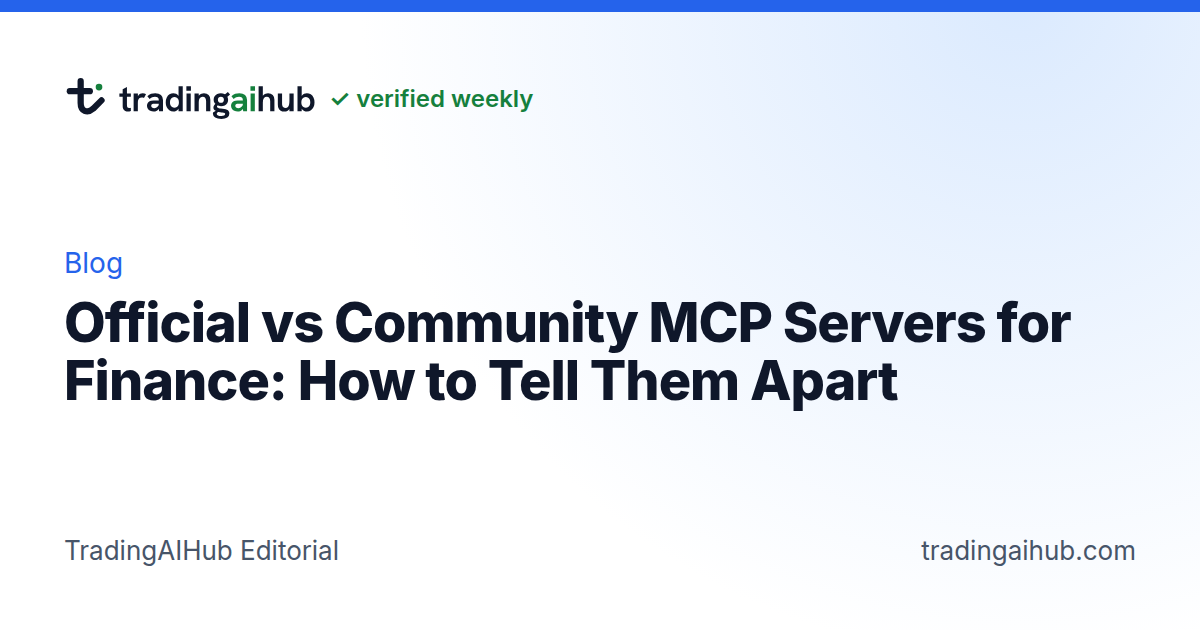 tradingaihub ✓ verified weekly
Blog
Official vs Community MCP Servers for
Finance: How to Tell Them Apart
TradingAIHub Editorial
tradingaihub.com